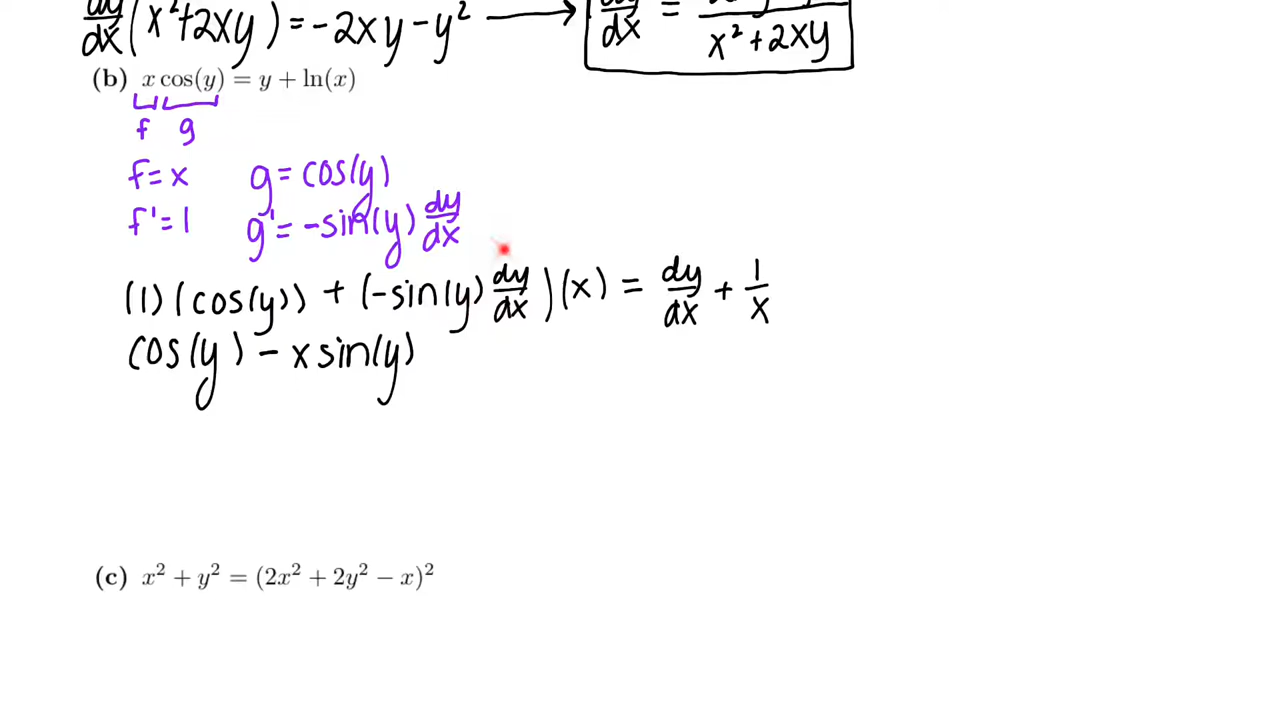 dy/dx (x²+2xy) = -2xy - y² → dy/dx = / x²+2xy
(b) x cos(y) = y + ln(x)
f g
f = x g = cos(y)
f' = 1 g' = -sin(y) dy/dx
(1)(cos(y)) + (-sin(y) dy/dx)(x) = dy/dx + 1/x
cos(y) - x sin(y)
(c) x² + y² = (2x² + 2y² − x)²